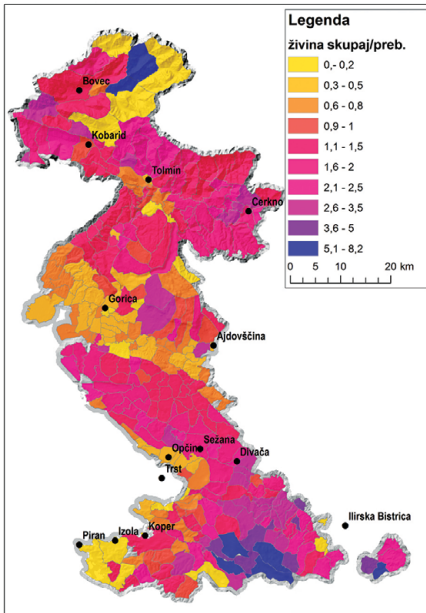 Legenda
živina skupaj/preb.
0,- 0,2
0,3 - 0,5
0,6 - 0,8
0,9 - 1
1,1 - 1,5
1,6 - 2
2,1 - 2,5
2,6 - 3,5
3,6 - 5
5,1 - 8,2
0 10 20 km
Bovec
Kobarid
Tolmin
Cerkno
Gorica
Ajdovščina
Sežana
Opčin
Divača
Trst
Ilirska Bistrica
Koper
Izola
Piran